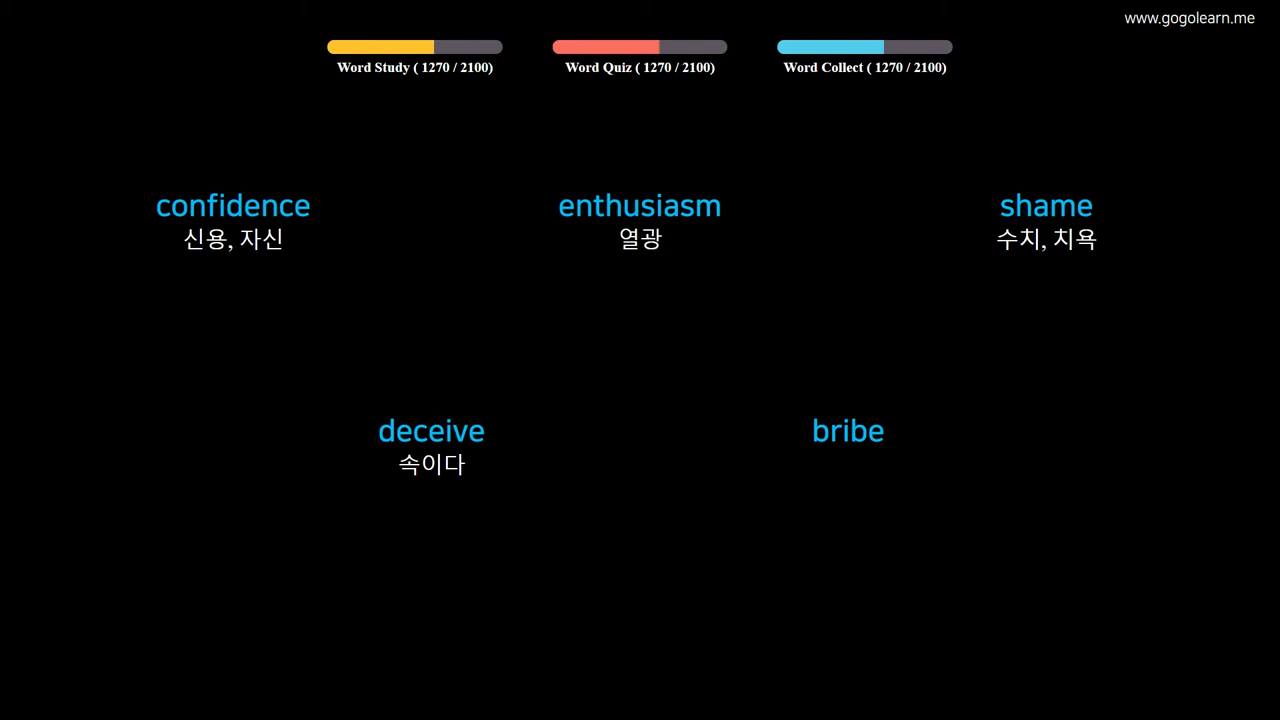 www.gogolearn.me
Word Study ( 1270 / 2100)
Word Quiz ( 1270 / 2100)
Word Collect ( 1270 / 2100)
confidence
신용, 자신
enthusiasm
열광
shame
수치, 치욕
deceive
속이다
bribe